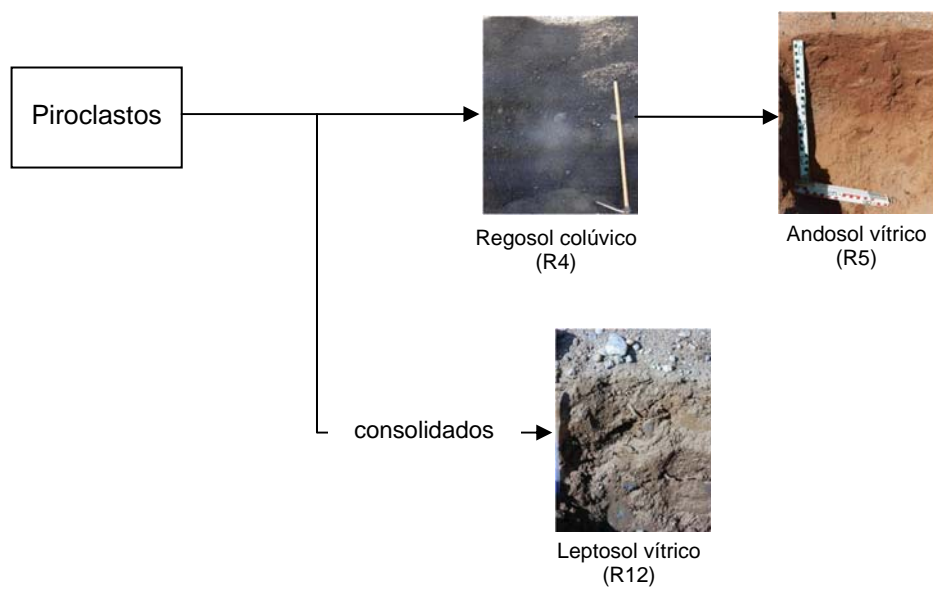 Piroclastos
Regosol colúvico
(R4)
Andosol vítrico
(R5)
consolidados
Leptosol vítrico
(R12)